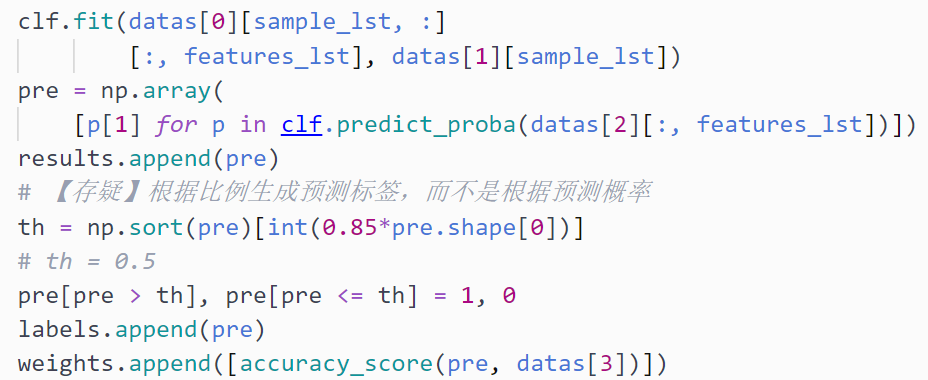 clf.fit(datas[0][sample_lst, :]
[:, features_lst], datas[1][sample_lst])
pre = np.array(
[p[1] for p in clf.predict_proba(datas[2][:, features_lst])])
results.append(pre)
# 【存疑】根据比例生成预测标签，而不是根据预测概率
th = np.sort(pre)[int(0.85*pre.shape[0])]
# th = 0.5
pre[pre > th], pre[pre <= th] = 1, 0
labels.append(pre)
weights.append([accuracy_score(pre, datas[3])])